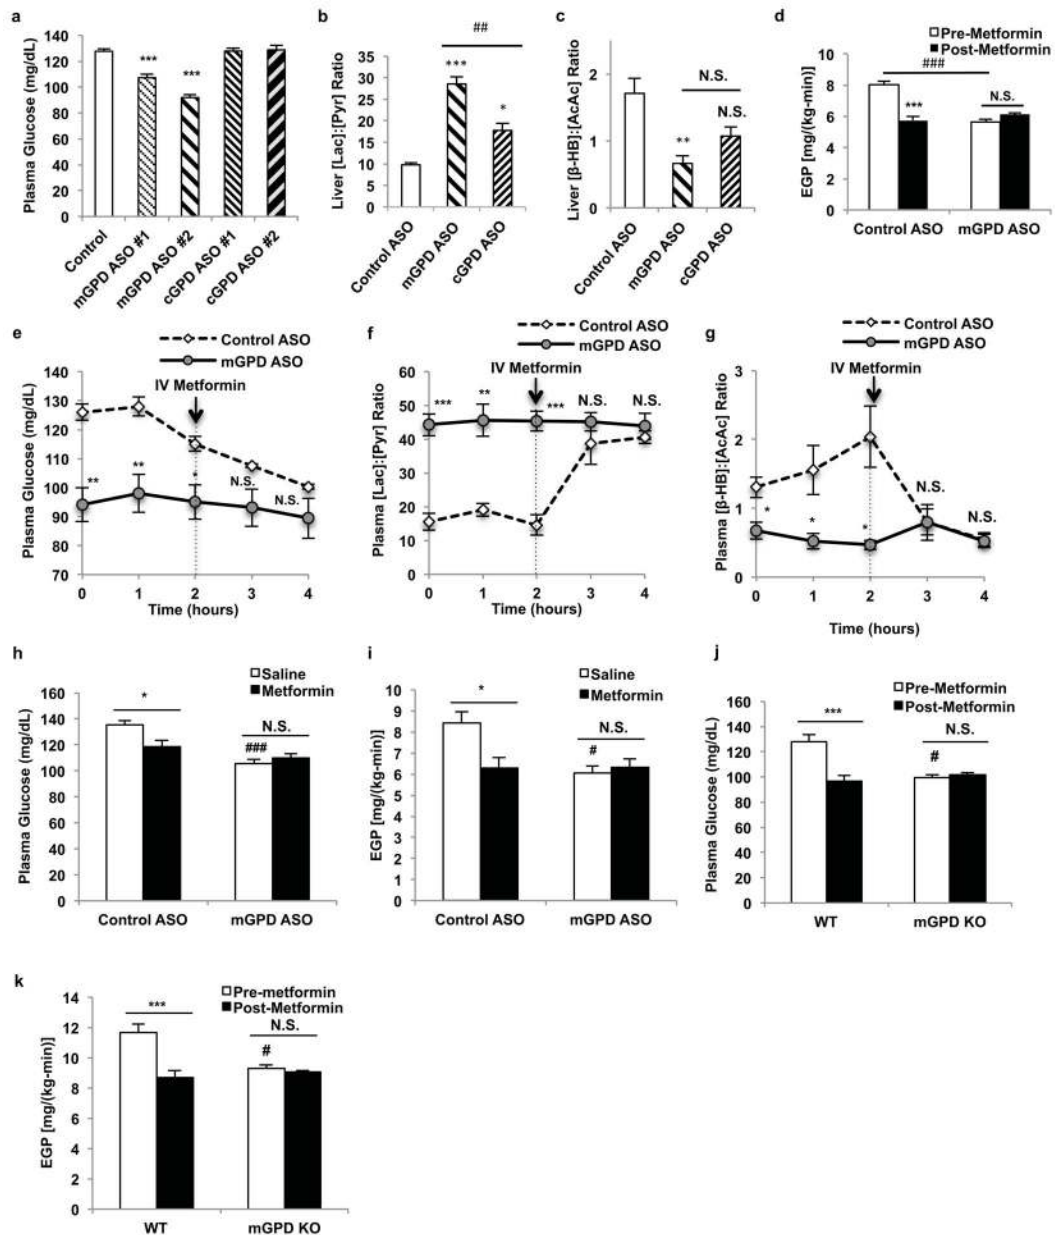 a
Plasma Glucose (mg/dL)
140
120
100
80
60
40
20
0
***
***
Control
mGPD ASO #1
mGPD ASO #2
cGPD ASO #1
cGPD ASO #2
b
Liver [Lac]:[Pyr] Ratio
35
30
25
20
15
10
5
0
##
***
*
Control ASO
mGPD ASO
cGPD ASO
c
Liver [β-HB]:[AcAc] Ratio
2
1
0
N.S.
**
N.S.
Control ASO
mGPD ASO
cGPD ASO
d
Pre-Metformin
Post-Metformin
EGP [mg/(kg-min)]
10
8
6
4
2
0
###
***
N.S.
Control ASO
mGPD ASO
e
Control ASO
mGPD ASO
IV Metformin
Plasma Glucose (mg/dL)
140
130
120
110
100
90
80
70
**
**
*
N.S.
N.S.
0 1 2 3 4
Time (hours)
f
Control ASO
mGPD ASO
IV Metformin
Plasma [Lac]:[Pyr] Ratio
60
50
40
30
20
10
0
***
**
***
N.S.
N.S.
0 1 2 3 4
Time (hours)
g
Control ASO
mGPD ASO
IV Metformin
Plasma [β-HB]:[AcAc] Ratio
3
2
1
0
*
*
*
N.S.
N.S.
0 1 2 3 4
Time (hours)
h
Saline
Metformin
Plasma Glucose (mg/dL)
160
140
120
100
80
60
40
20
0
*
N.S.
###
Control ASO
mGPD ASO
i
Saline
Metformin
EGP [mg/(kg-min)]
10
9
8
7
6
5
4
3
2
1
0
*
N.S.
#
Control ASO
mGPD ASO
j
Pre-Metformin
Post-Metformin
Plasma Glucose (mg/dL)
160
140
120
100
80
60
40
20
0
***
N.S.
#
WT
mGPD KO
k
Pre-metformin
Post-Metformin
EGP [mg/(kg-min)]
14
12
10
8
6
4
2
0
***
N.S.
#
WT
mGPD KO